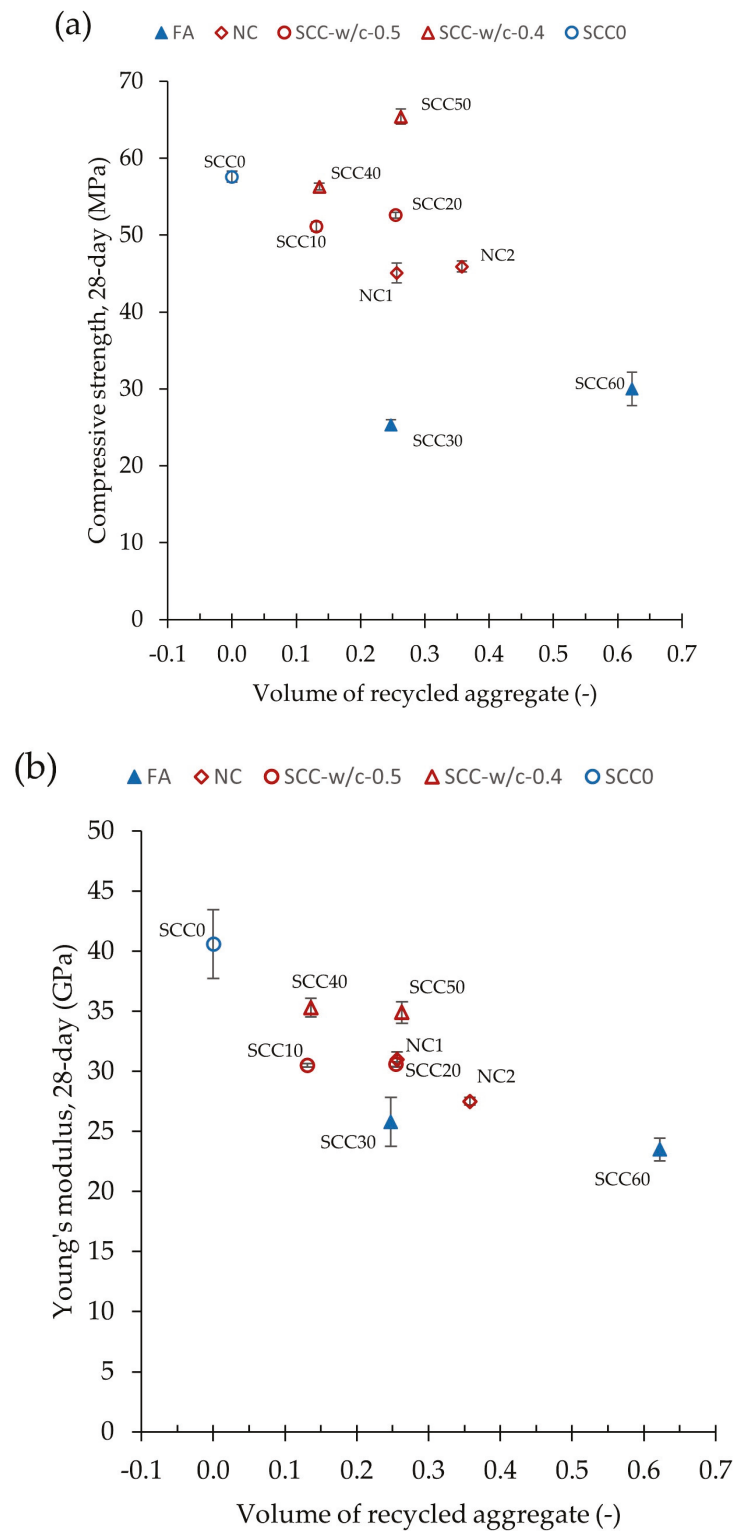 (a)
FA NC SCC-w/c-0.5 SCC-w/c-0.4 SCC0
Compressive strength, 28-day (MPa)
70
60
50
40
30
20
10
0
SCC50
SCC0
SCC40
SCC20
SCC10
NC2
NC1
SCC60
SCC30
-0.1 0.0 0.1 0.2 0.3 0.4 0.5 0.6 0.7
Volume of recycled aggregate (-)
(b)
FA NC SCC-w/c-0.5 SCC-w/c-0.4 SCC0
Young's modulus, 28-day (GPa)
50
45
40
35
30
25
20
15
10
5
0
SCC0
SCC40
SCC50
SCC10
NC1
SCC20
NC2
SCC30
SCC60
-0.1 0.0 0.1 0.2 0.3 0.4 0.5 0.6 0.7
Volume of recycled aggregate (-)